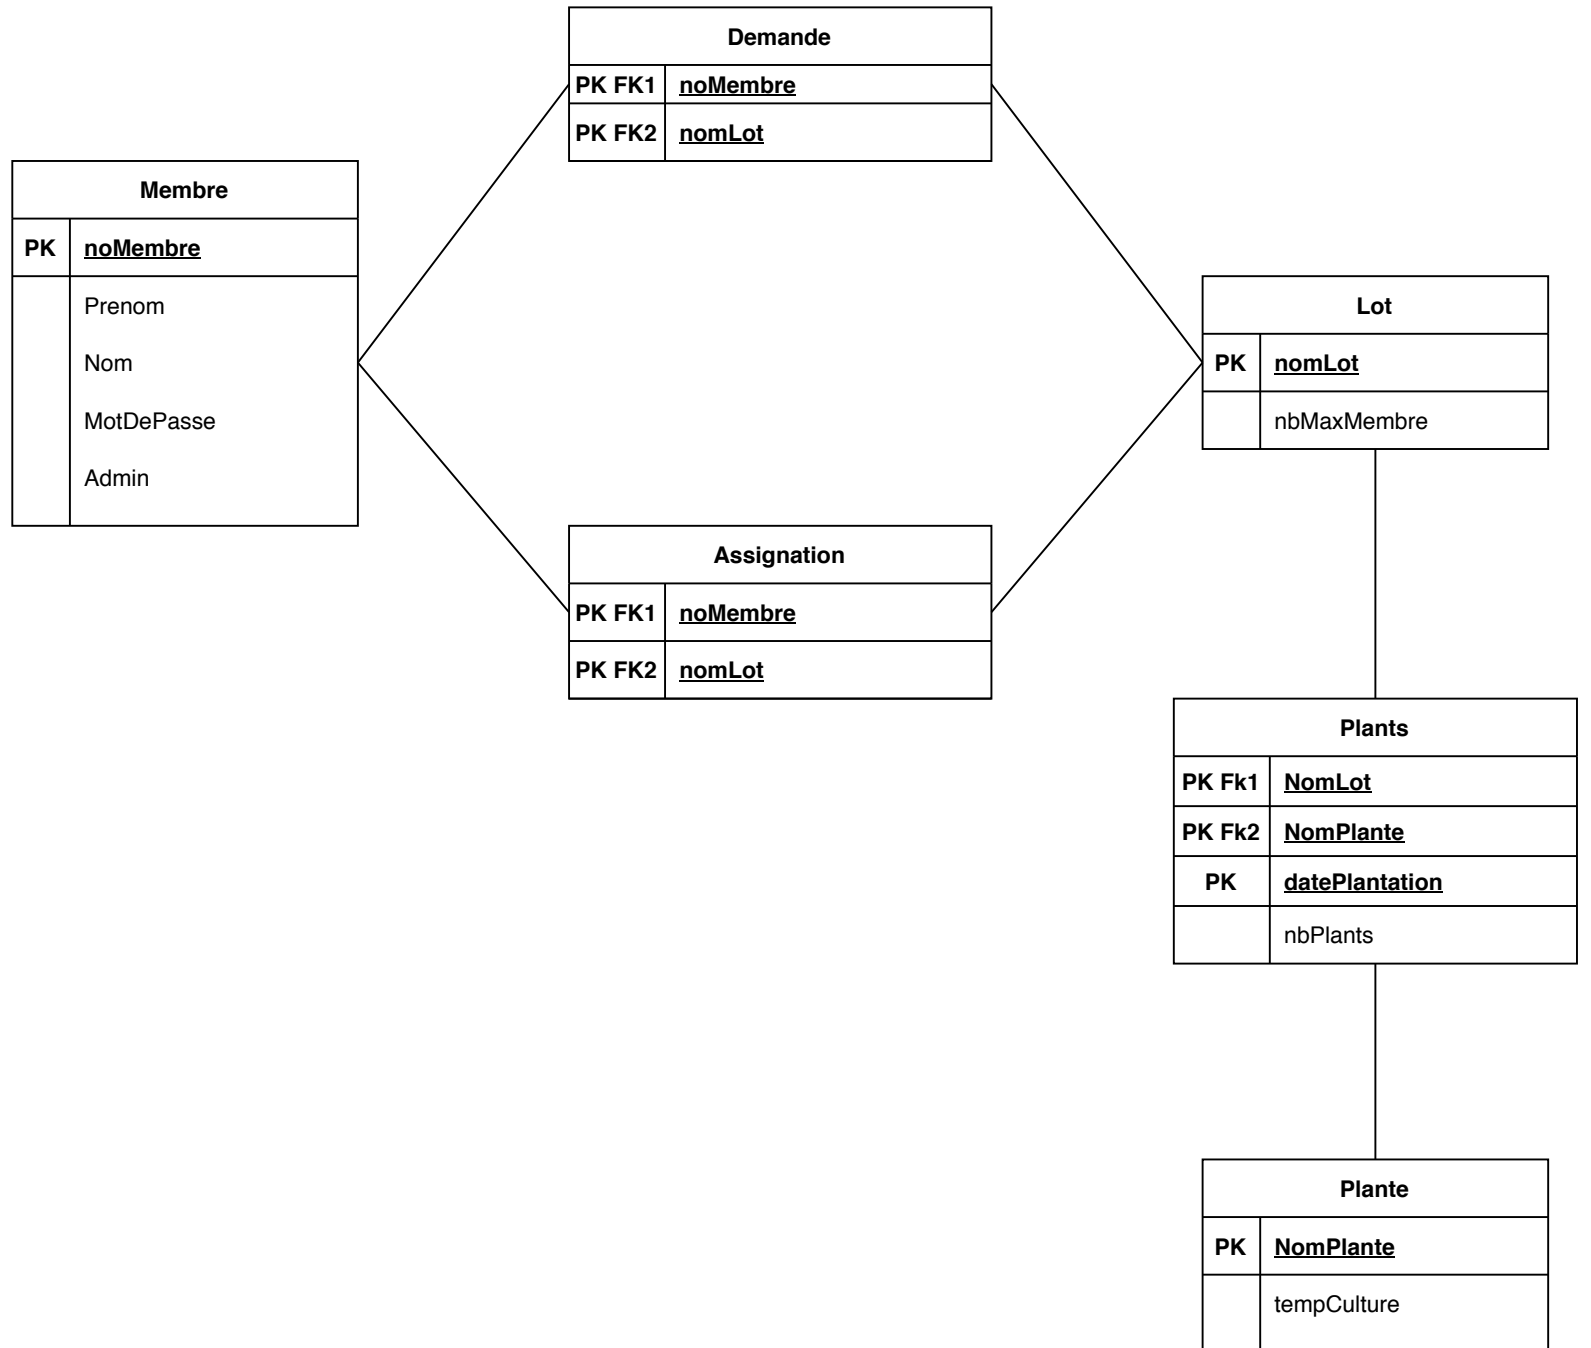 Demande
PK FK1 noMembre
PK FK2 nomLot
Membre
PK noMembre
Prenom
Nom
MotDePasse
Admin
Lot
PK nomLot
nbMaxMembre
Assignation
PK FK1 noMembre
PK FK2 nomLot
Plants
PK Fk1 NomLot
PK Fk2 NomPlante
PK datePlantation
nbPlants
Plante
PK NomPlante
tempCulture